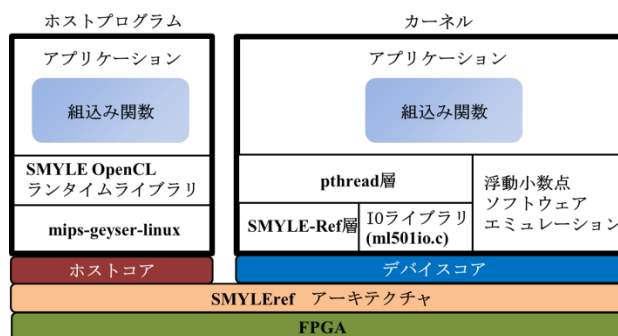 ホストプログラム
アプリケーション
組込み関数
SMYLE OpenCL
ランタイムライブラリ
mips-geyser-linux
ホストコア
カーネル
アプリケーション
組込み関数
pthread層
SMYLE-Ref層
IOライブラリ
(ml501io.c)
浮動小数点
ソフトウェア
エミュレーション
デバイスコア
SMYLEref アーキテクチャ
FPGA